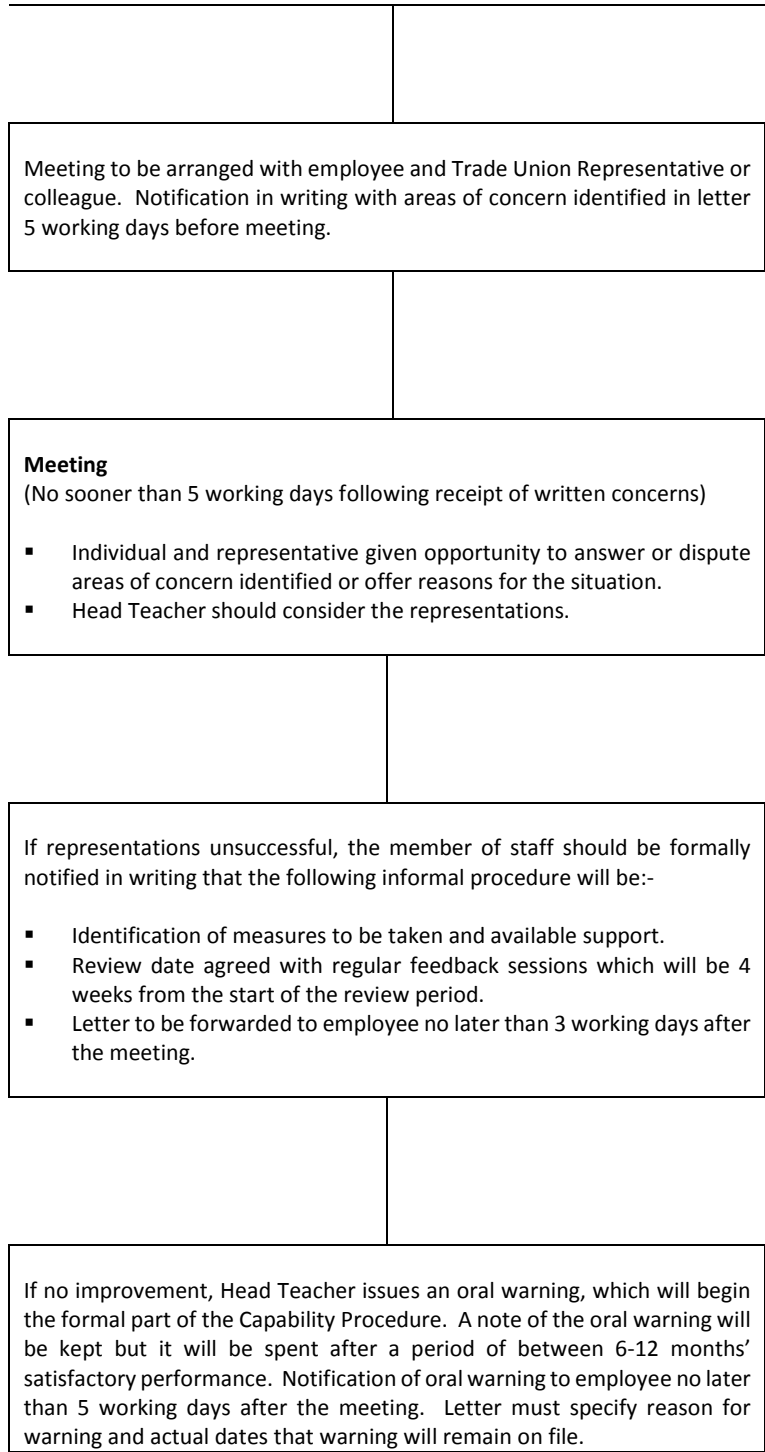 Meeting to be arranged with employee and Trade Union Representative or
colleague.  Notification in writing with areas of concern identified in letter
5 working days before meeting.
Meeting
(No sooner than 5 working days following receipt of written concerns)
▪ Individual and representative given opportunity to answer or dispute
areas of concern identified or offer reasons for the situation.
▪ Head Teacher should consider the representations.
If representations unsuccessful, the member of staff should be formally
notified in writing that the following informal procedure will be:-
▪ Identification of measures to be taken and available support.
▪ Review date agreed with regular feedback sessions which will be 4
weeks from the start of the review period.
▪ Letter to be forwarded to employee no later than 3 working days after
the meeting.
If no improvement, Head Teacher issues an oral warning, which will begin
the formal part of the Capability Procedure.  A note of the oral warning will
be kept but it will be spent after a period of between 6-12 months’
satisfactory performance.  Notification of oral warning to employee no later
than 5 working days after the meeting.  Letter must specify reason for
warning and actual dates that warning will remain on file.